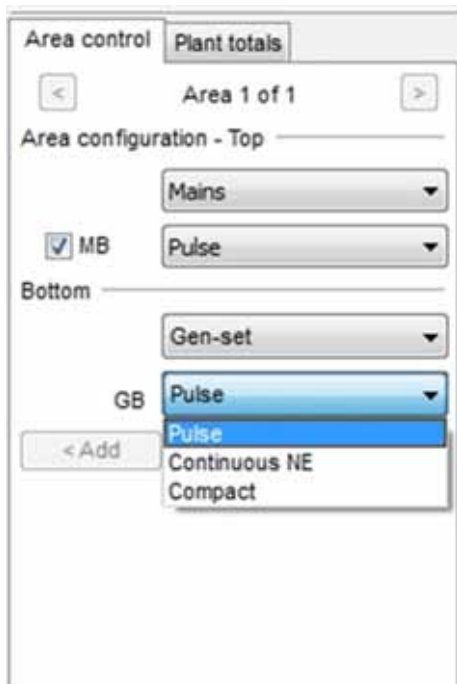 Area control Plant totals
< Area 1 of 1 >
Area configuration - Top
Mains
MB Pulse
Bottom
Gen-set
GB Pulse
Pulse
< Add Continuous NE
Compact